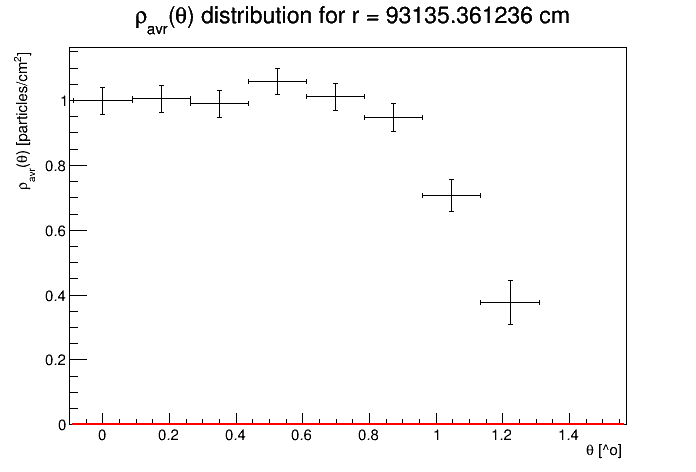 ρavr(θ) distribution for r = 93135.361236 cm
ρavr(θ) [particles/cm²]
1
0.8
0.6
0.4
0.2
0
0 0.2 0.4 0.6 0.8 1 1.2 1.4
θ [^o]